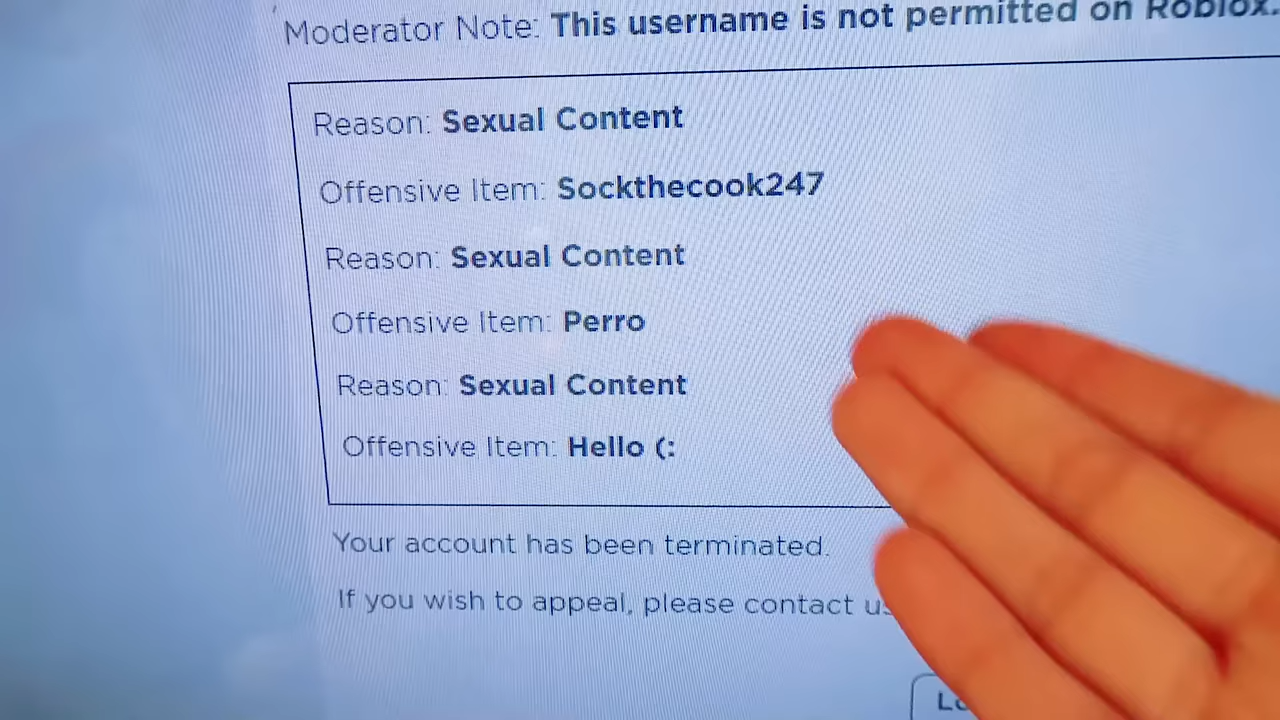 Moderator Note: This username is not permitted on Roblox.
Reason: Sexual Content
Offensive Item: Sockthecook247
Reason: Sexual Content
Offensive Item: Perro
Reason: Sexual Content
Offensive Item: Hello (:
Your account has been terminated.
If you wish to appeal, please contact us